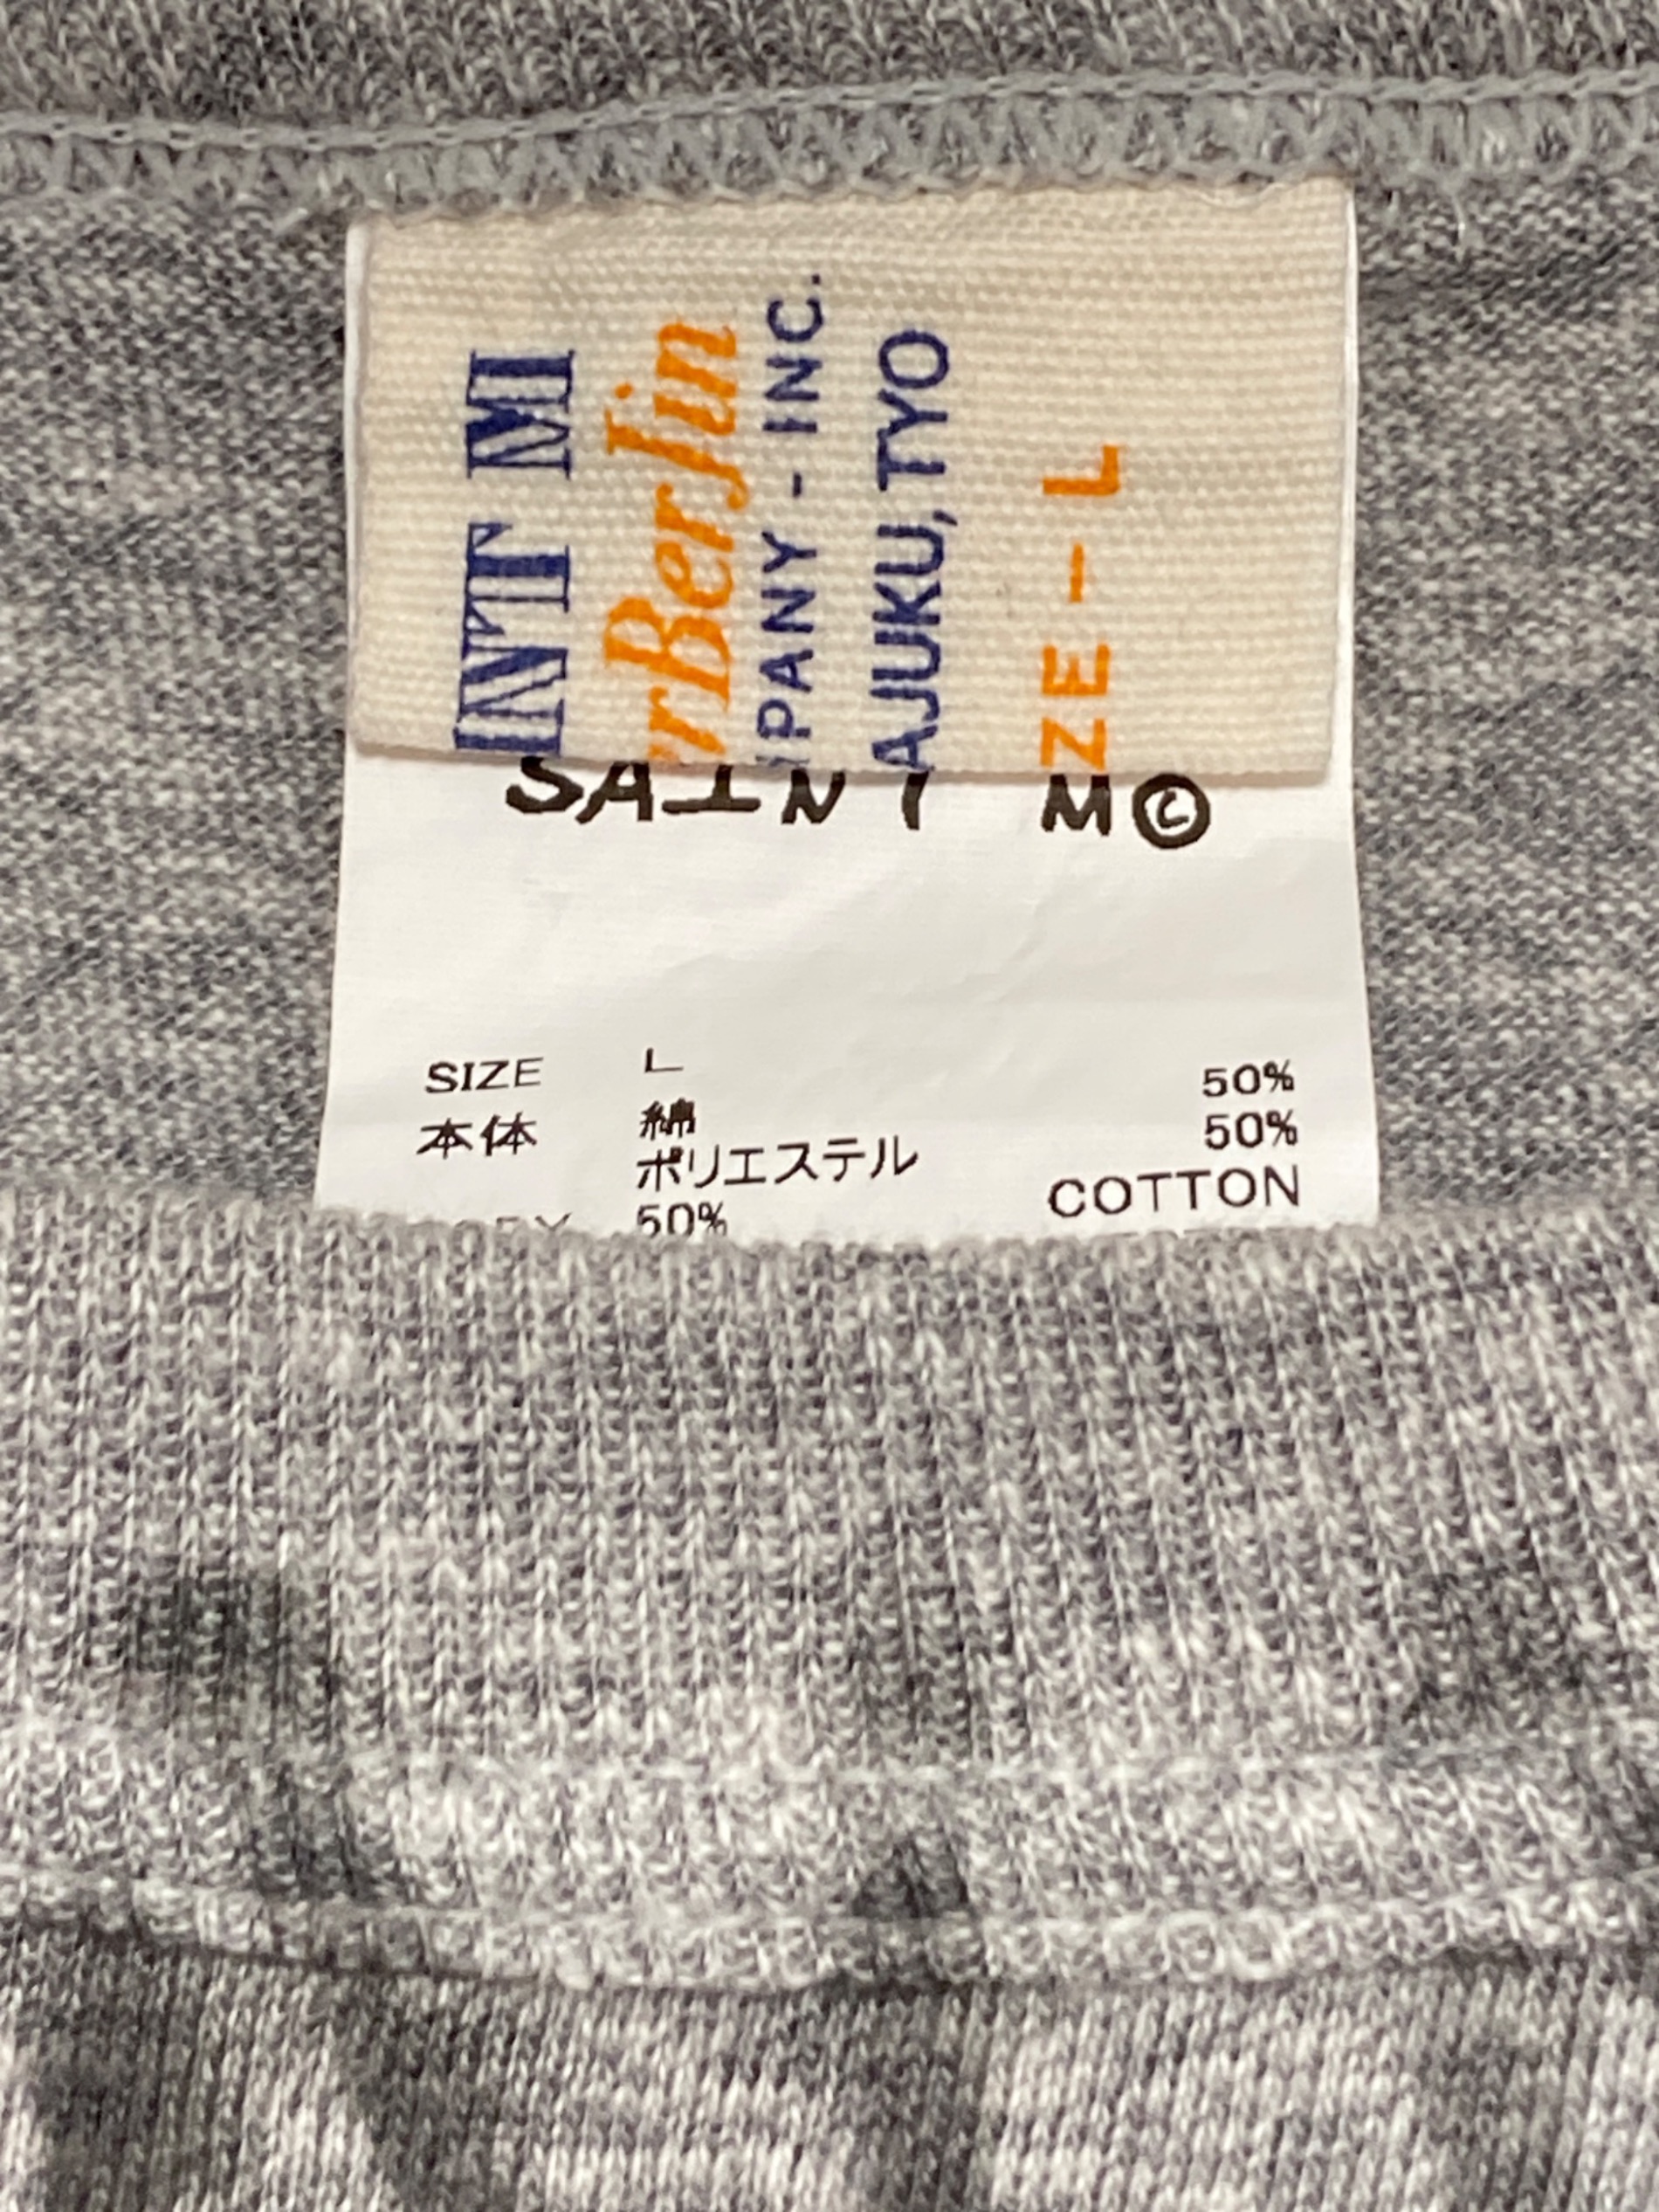 INT M
rBerJin
PANY - INC.
AJUKU, TYO
ZE - L
SAINT M©
SIZE L
本体 綿 50%
ポリエステル 50%
50% COTTON